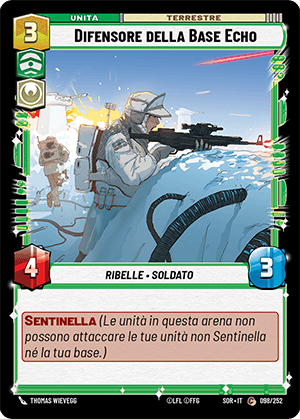 UNITÀ
TERRESTRE
3
DIFENSORE DELLA BASE ECHO
4
RIBELLE • SOLDATO
3
SENTINELLA (Le unità in questa arena non
possono attaccare le tue unità non Sentinella
né la tua base.)
THOMAS WIEVEGG
©LFL ©FFG
SOR • IT C 098/252